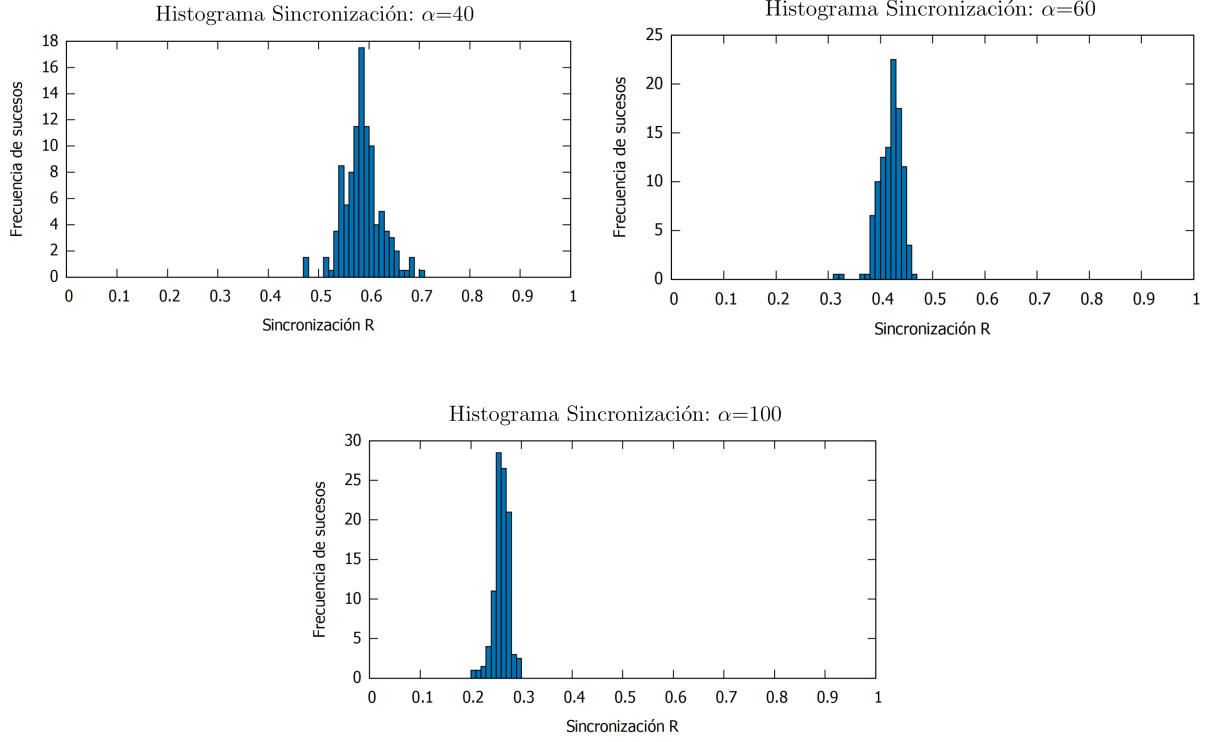 Histograma Sincronización: α=40
18
16
14
12
10
8
6
4
2
0
Frecuencia de sucesos
0 0.1 0.2 0.3 0.4 0.5 0.6 0.7 0.8 0.9 1
Sincronización R
Histograma Sincronización: α=60
25
20
15
10
5
0
Frecuencia de sucesos
0 0.1 0.2 0.3 0.4 0.5 0.6 0.7 0.8 0.9 1
Sincronización R
Histograma Sincronización: α=100
30
25
20
15
10
5
0
Frecuencia de sucesos
0 0.1 0.2 0.3 0.4 0.5 0.6 0.7 0.8 0.9 1
Sincronización R